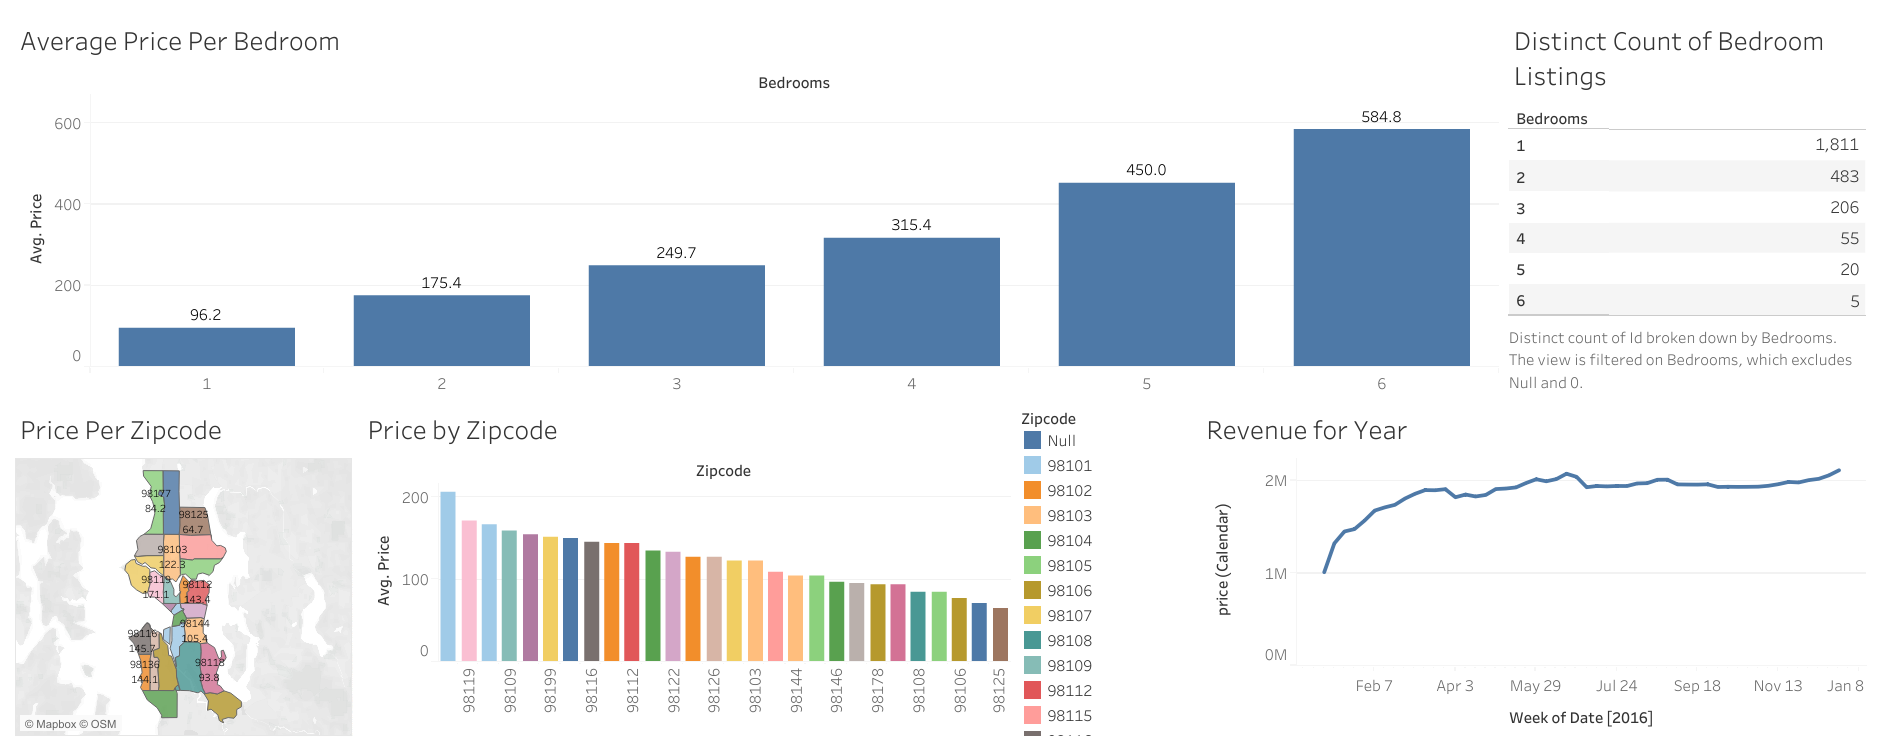 Average Price Per Bedroom
Bedrooms
Avg. Price
600
400
200
0
96.2
175.4
249.7
315.4
450.0
584.8
1
2
3
4
5
6
Distinct Count of Bedroom
Listings
Bedrooms
1 1,811
2 483
3 206
4 55
5 20
6 5
Distinct count of Id broken down by Bedrooms.
The view is filtered on Bedrooms, which excludes
Null and 0.
Price Per Zipcode
98177
84.2
98125
64.7
98103
122.3
98119
171.1
98112
143.4
98144
105.4
98116
145.7
98136
144.1
98118
93.8
© Mapbox © OSM
Price by Zipcode
Zipcode
Avg. Price
200
100
0
98119
98109
98199
98116
98112
98122
98126
98103
98144
98146
98178
98108
98106
98125
Zipcode
Null
98101
98102
98103
98104
98105
98106
98107
98108
98109
98112
98115
Revenue for Year
price (Calendar)
2M
1M
0M
Feb 7
Apr 3
May 29
Jul 24
Sep 18
Nov 13
Jan 8
Week of Date [2016]